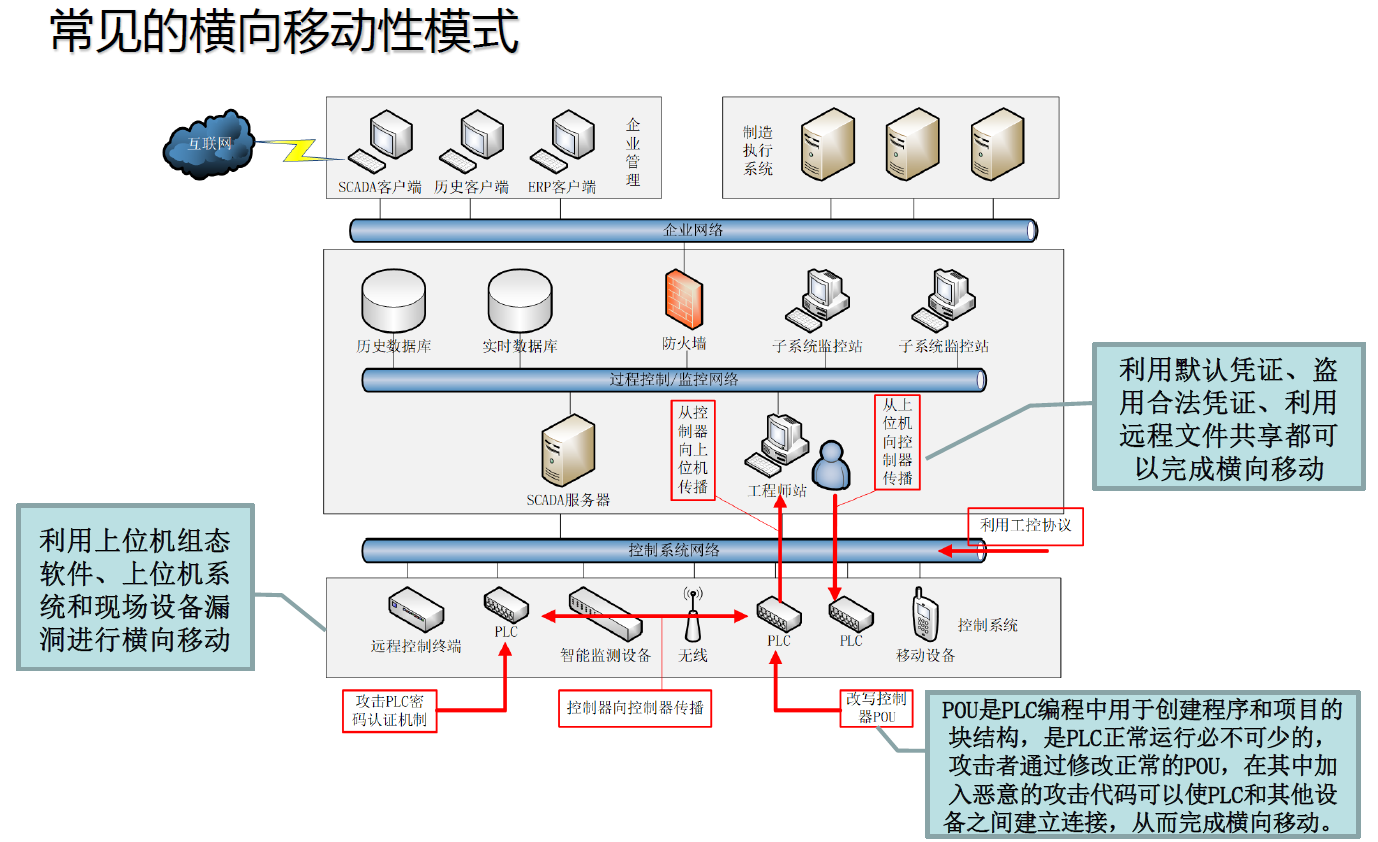 常见的横向移动性模式
互联网
SCADA客户端
历史客户端
ERP客户端
企
业
管
理
制造
执行
系统
企业网络
历史数据库
实时数据库
防火墙
子系统监控站
子系统监控站
过程控制/监控网络
SCADA服务器
从控
制器
向上
位机
传播
工程师站
从上
位机
向控
制器
传播
利用默认凭证、盗
用合法凭证、利用
远程文件共享都可
以完成横向移动
利用工控协议
控制系统网络
利用上位机组态
软件、上位机系
统和现场设备漏
洞进行横向移动
远程控制终端
PLC
智能监测设备
无线
PLC
PLC
移动设备
控制系统
攻击PLC密
码认证机制
控制器向控制器传播
改写控制
器POU
POU是PLC编程中用于创建程序和项目的
块结构，是PLC正常运行必不可少的，
攻击者通过修改正常的POU，在其中加
入恶意的攻击代码可以使PLC和其他设
备之间建立连接，从而完成横向移动。